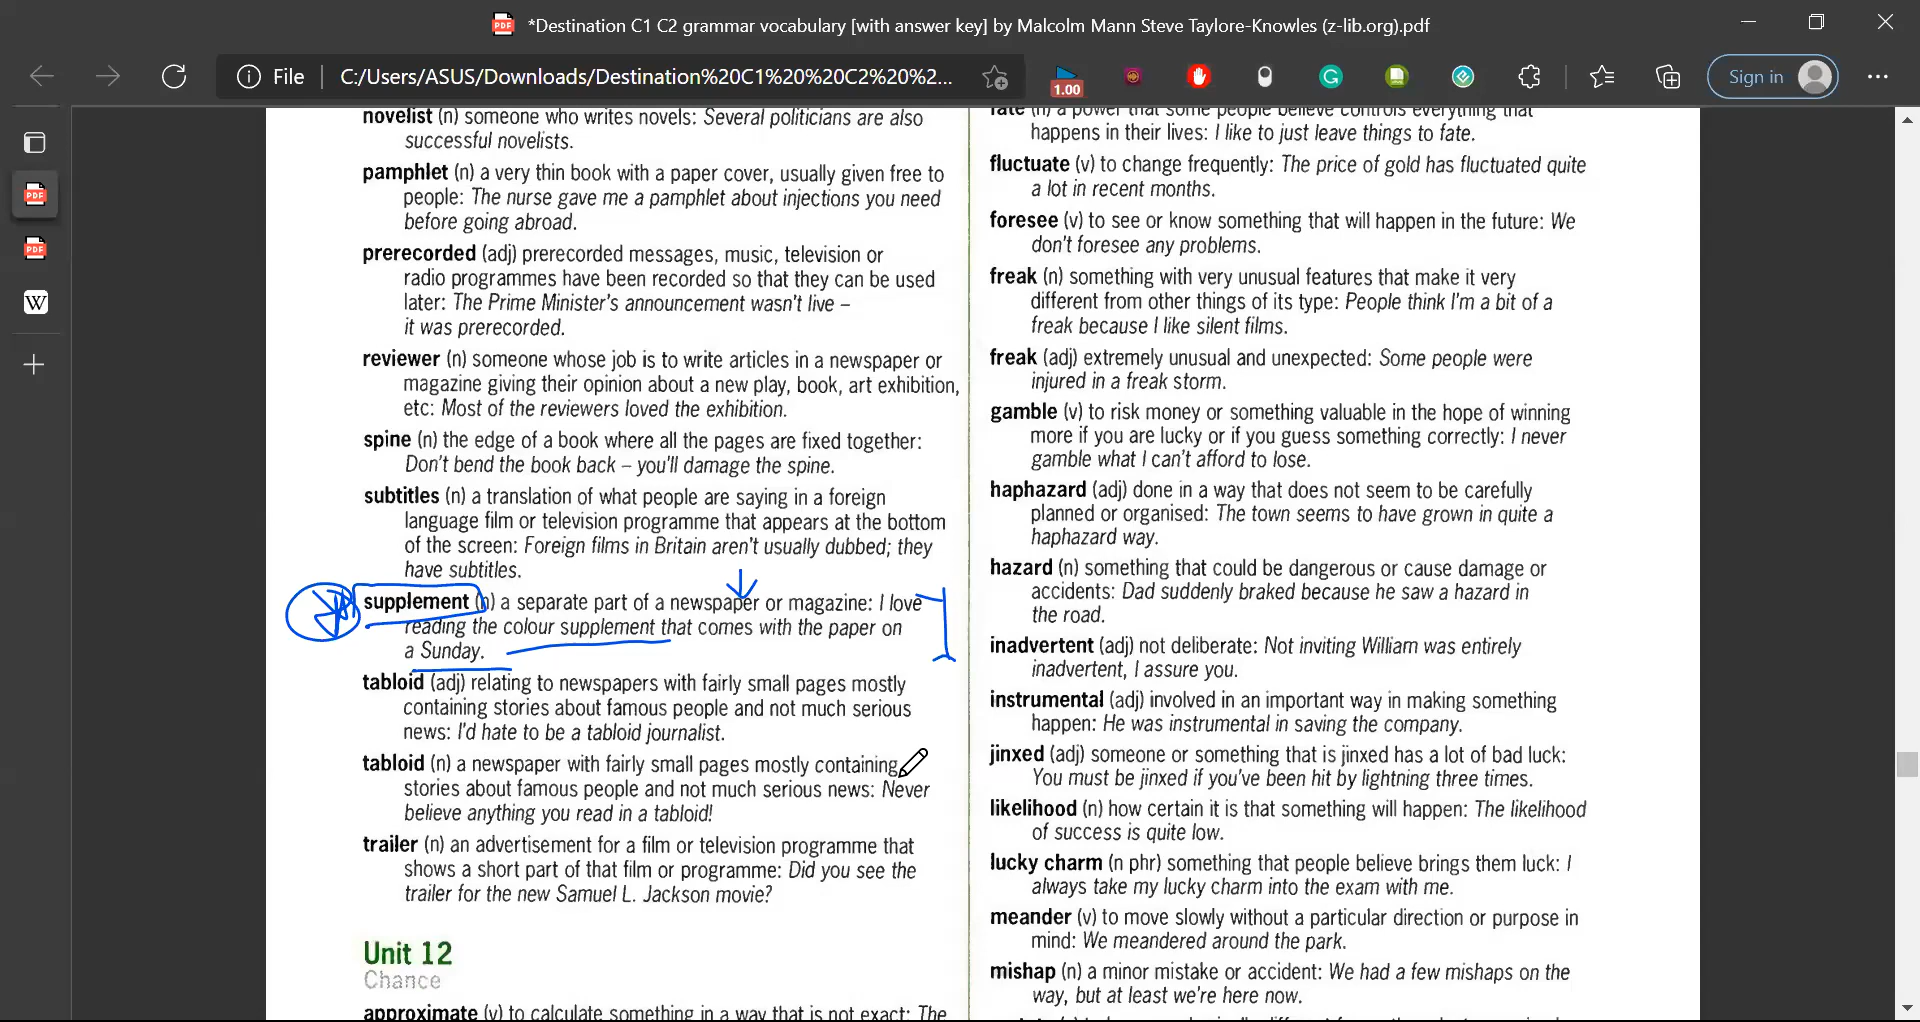 *Destination C1 C2 grammar vocabulary [with answer key] by Malcolm Mann Steve Taylore-Knowles (z-lib.org).pdf
File
C:/Users/ASUS/Downloads/Destination%20C1%20%20C2%20%2...
1.00
Sign in
novelist (n) someone who writes novels: Several politicians are also
successful novelists.
pamphlet (n) a very thin book with a paper cover, usually given free to
people: The nurse gave me a pamphlet about injections you need
before going abroad.
prerecorded (adj) prerecorded messages, music, television or
radio programmes have been recorded so that they can be used
later: The Prime Minister's announcement wasn't live –
it was prerecorded.
reviewer (n) someone whose job is to write articles in a newspaper or
magazine giving their opinion about a new play, book, art exhibition,
etc: Most of the reviewers loved the exhibition.
spine (n) the edge of a book where all the pages are fixed together:
Don't bend the book back – you'll damage the spine.
subtitles (n) a translation of what people are saying in a foreign
language film or television programme that appears at the bottom
of the screen: Foreign films in Britain aren't usually dubbed; they
have subtitles.
supplement (n) a separate part of a newspaper or magazine: I love
reading the colour supplement that comes with the paper on
a Sunday.
tabloid (adj) relating to newspapers with fairly small pages mostly
containing stories about famous people and not much serious
news: I'd hate to be a tabloid journalist.
tabloid (n) a newspaper with fairly small pages mostly containing
stories about famous people and not much serious news: Never
believe anything you read in a tabloid!
trailer (n) an advertisement for a film or television programme that
shows a short part of that film or programme: Did you see the
trailer for the new Samuel L. Jackson movie?
Unit 12
Chance
approximate (v) to calculate something in a way that is not exact: The
fate (n) a power that some people believe controls everything that
happens in their lives: I like to just leave things to fate.
fluctuate (v) to change frequently: The price of gold has fluctuated quite
a lot in recent months.
foresee (v) to see or know something that will happen in the future: We
don't foresee any problems.
freak (n) something with very unusual features that make it very
different from other things of its type: People think I'm a bit of a
freak because I like silent films.
freak (adj) extremely unusual and unexpected: Some people were
injured in a freak storm.
gamble (v) to risk money or something valuable in the hope of winning
more if you are lucky or if you guess something correctly: I never
gamble what I can't afford to lose.
haphazard (adj) done in a way that does not seem to be carefully
planned or organised: The town seems to have grown in quite a
haphazard way.
hazard (n) something that could be dangerous or cause damage or
accidents: Dad suddenly braked because he saw a hazard in
the road.
inadvertent (adj) not deliberate: Not inviting William was entirely
inadvertent, I assure you.
instrumental (adj) involved in an important way in making something
happen: He was instrumental in saving the company.
jinxed (adj) someone or something that is jinxed has a lot of bad luck:
You must be jinxed if you've been hit by lightning three times.
likelihood (n) how certain it is that something will happen: The likelihood
of success is quite low.
lucky charm (n phr) something that people believe brings them luck: I
always take my lucky charm into the exam with me.
meander (v) to move slowly without a particular direction or purpose in
mind: We meandered around the park.
mishap (n) a minor mistake or accident: We had a few mishaps on the
way, but at least we're here now.